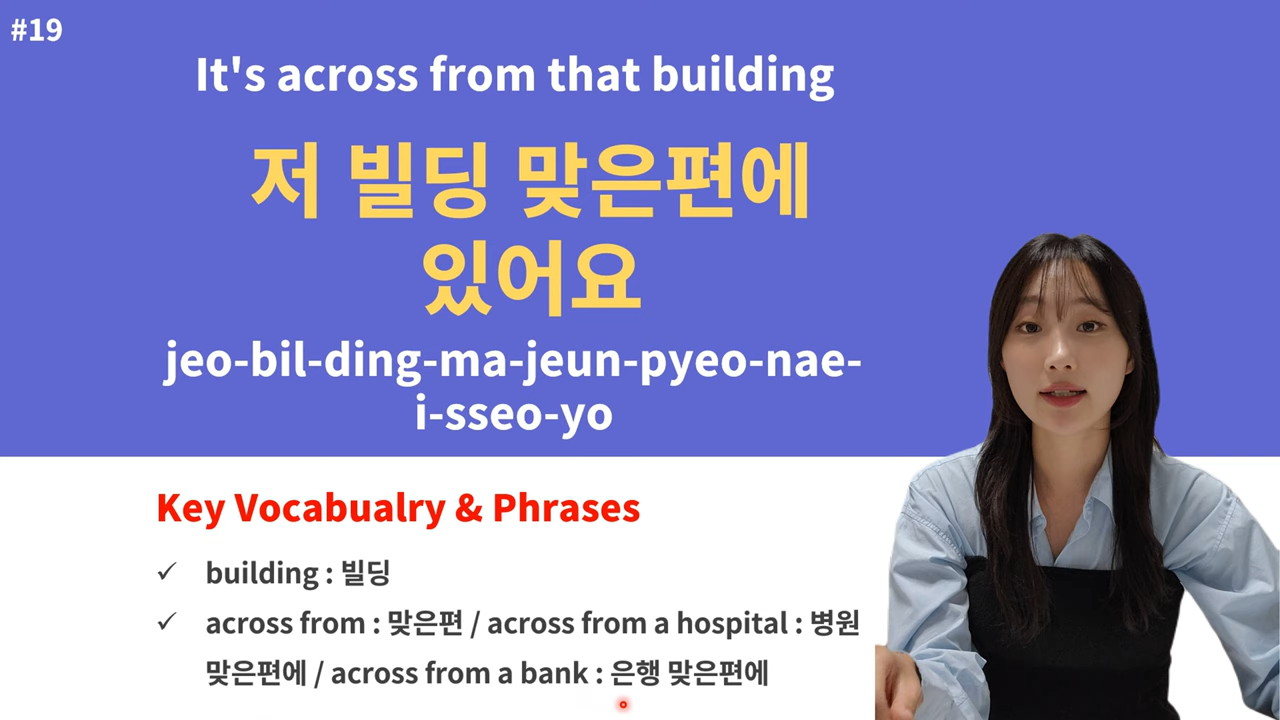 #19
It's across from that building
저 빌딩 맞은편에
있어요
jeo-bil-ding-ma-jeun-pyeo-nae-
i-sseo-yo
Key Vocabualry & Phrases
✓ building : 빌딩
✓ across from : 맞은편 / across from a hospital : 병원
맞은편에 / across from a bank : 은행 맞은편에